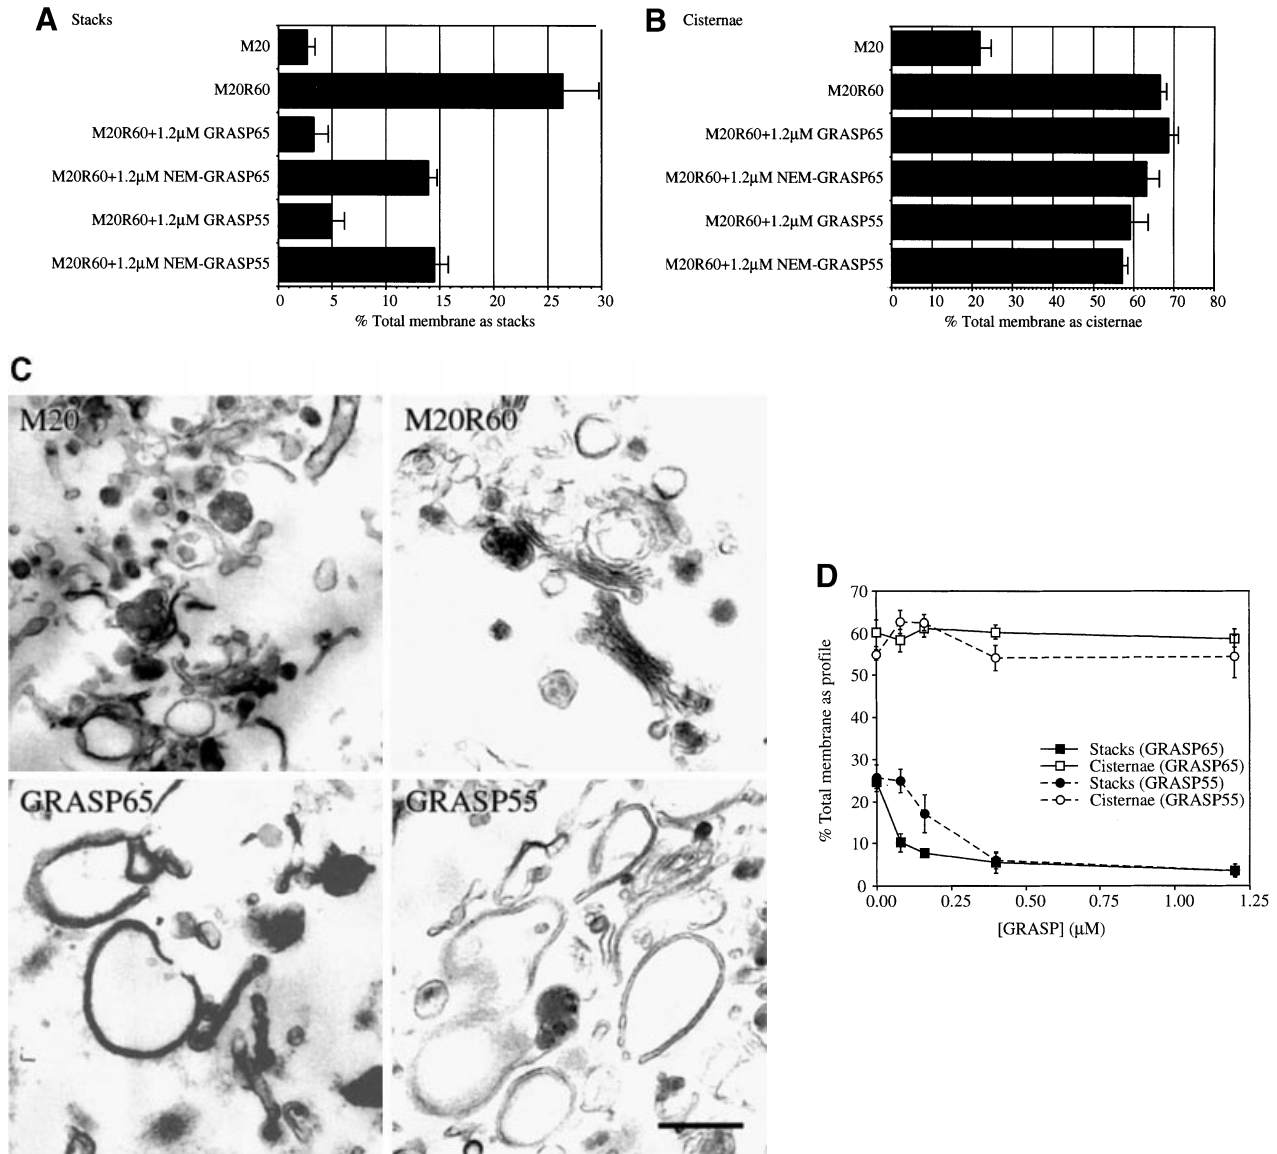 A Stacks
M20
M20R60
M20R60+1.2µM GRASP65
M20R60+1.2µM NEM-GRASP65
M20R60+1.2µM GRASP55
M20R60+1.2µM NEM-GRASP55
0 5 10 15 20 25 30
% Total membrane as stacks
B Cisternae
M20
M20R60
M20R60+1.2µM GRASP65
M20R60+1.2µM NEM-GRASP65
M20R60+1.2µM GRASP55
M20R60+1.2µM NEM-GRASP55
0 10 20 30 40 50 60 70 80
% Total membrane as cisternae
C
M20
M20R60
GRASP65
GRASP55
D
% Total membrane as profile
70
60
50
40
30
20
10
0
Stacks (GRASP65)
Cisternae (GRASP65)
Stacks (GRASP55)
Cisternae (GRASP55)
0.00 0.25 0.50 0.75 1.00 1.25
[GRASP] (µM)